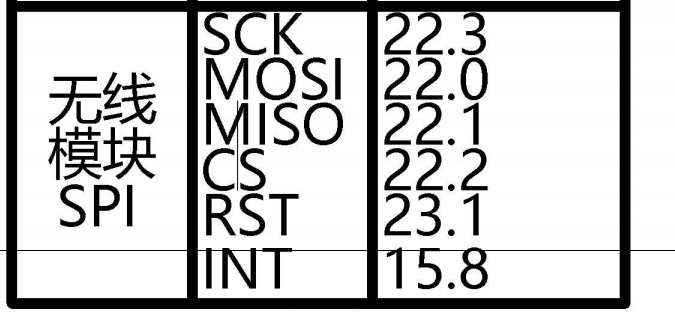 无线
模块
SPI
SCK 22.3
MOSI 22.0
MISO 22.1
CS 22.2
RST 23.1
INT 15.8